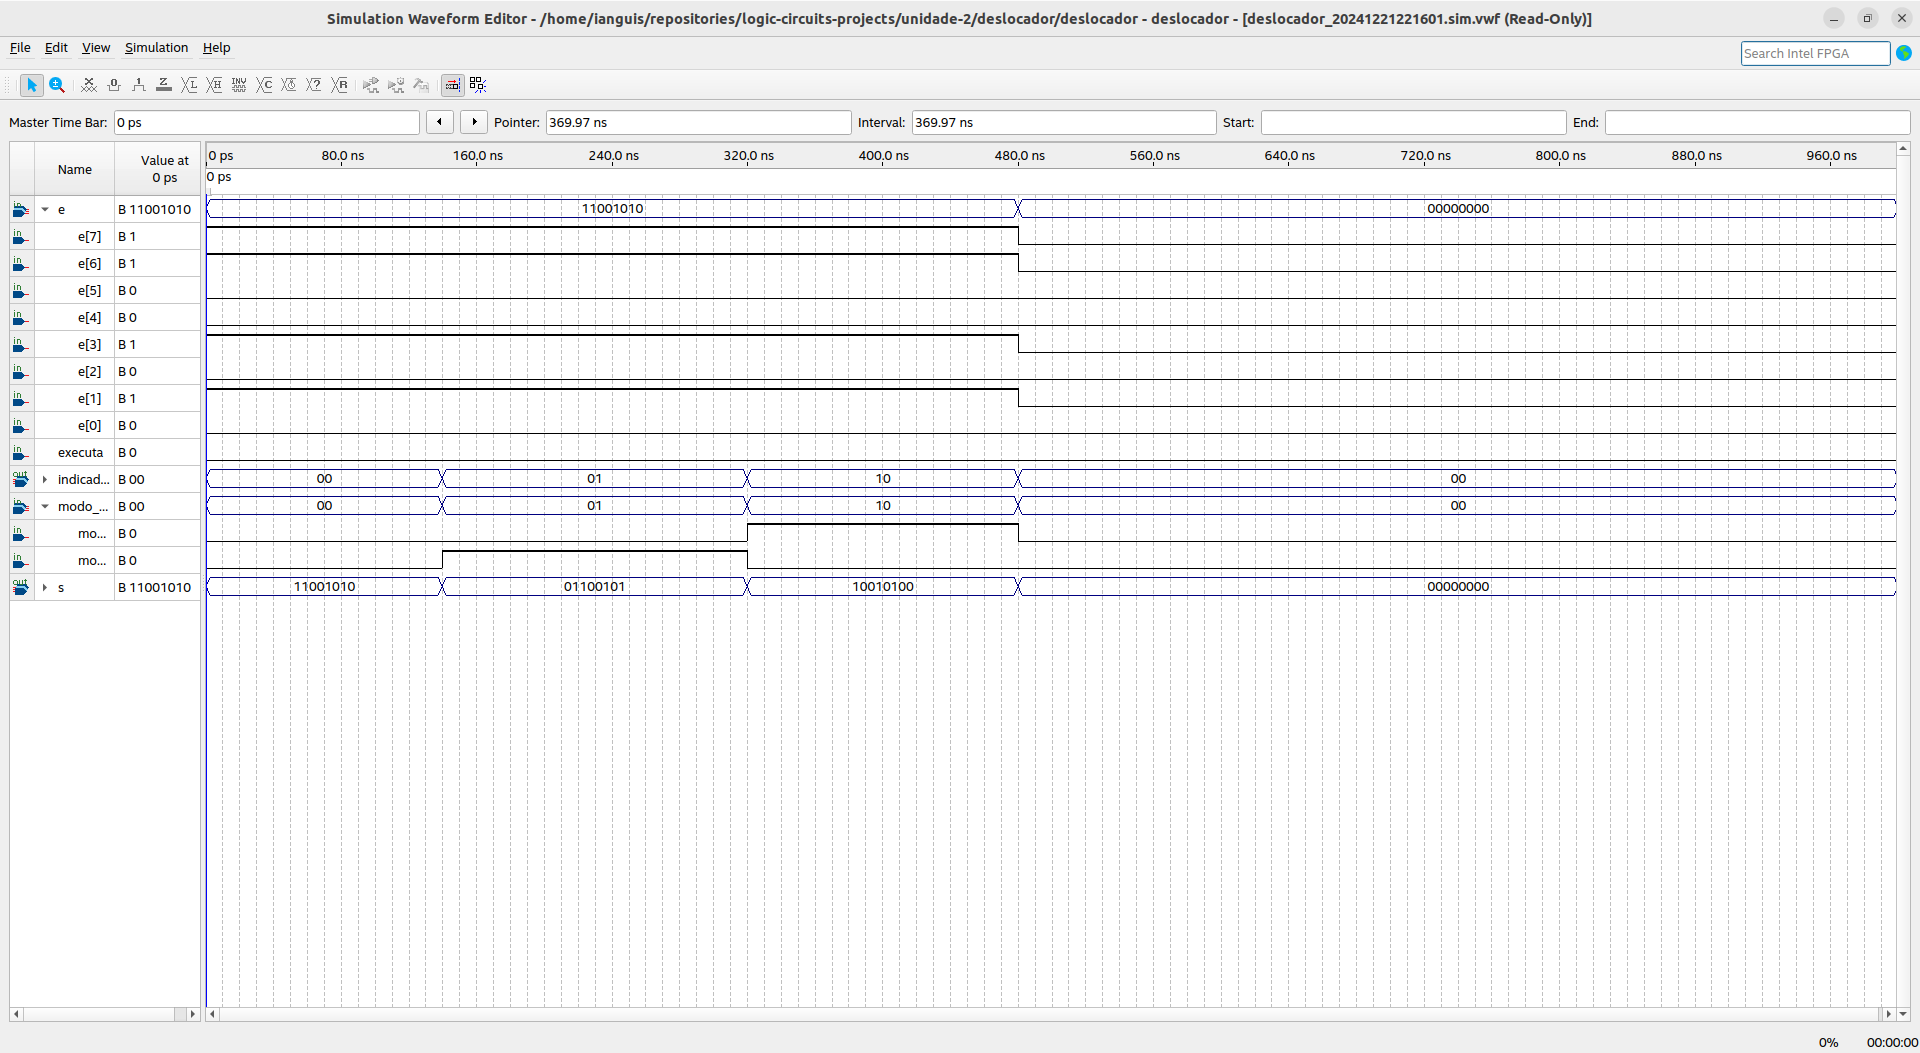 Simulation Waveform Editor - /home/ianguis/repositories/logic-circuits-projects/unidade-2/deslocador/deslocador - deslocador - [deslocador_20241221221601.sim.vwf (Read-Only)]
File Edit View Simulation Help
Search Intel FPGA
Master Time Bar: 0 ps Pointer: 369.97 ns Interval: 369.97 ns Start: End:
Name Value at 0 ps
0 ps 80.0 ns 160.0 ns 240.0 ns 320.0 ns 400.0 ns 480.0 ns 560.0 ns 640.0 ns 720.0 ns 800.0 ns 880.0 ns 960.0 ns
0 ps
e B 11001010 11001010 00000000
e[7] B 1
e[6] B 1
e[5] B 0
e[4] B 0
e[3] B 1
e[2] B 0
e[1] B 1
e[0] B 0
executa B 0
indicad... B 00 00 01 10 00
modo_... B 00 00 01 10 00
mo... B 0
mo... B 0
s B 11001010 11001010 01100101 10010100 00000000
0% 00:00:00